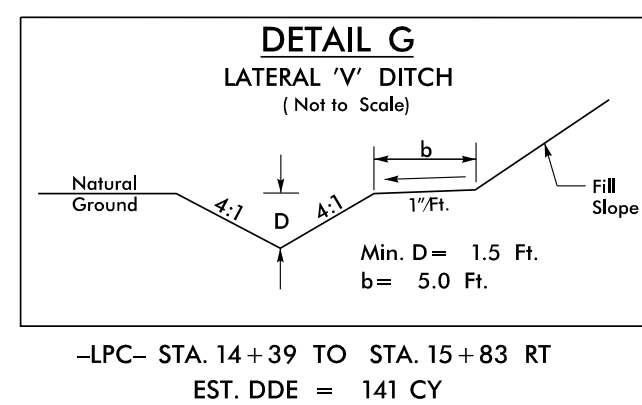 DETAIL G
LATERAL 'V' DITCH
( Not to Scale)
b
Natural
Ground
4:1
D
4:1
1"/Ft.
Fill
Slope
Min. D = 1.5 Ft.
b= 5.0 Ft.
–LPC– STA. 14+39 TO STA. 15+83 RT
EST. DDE = 141 CY